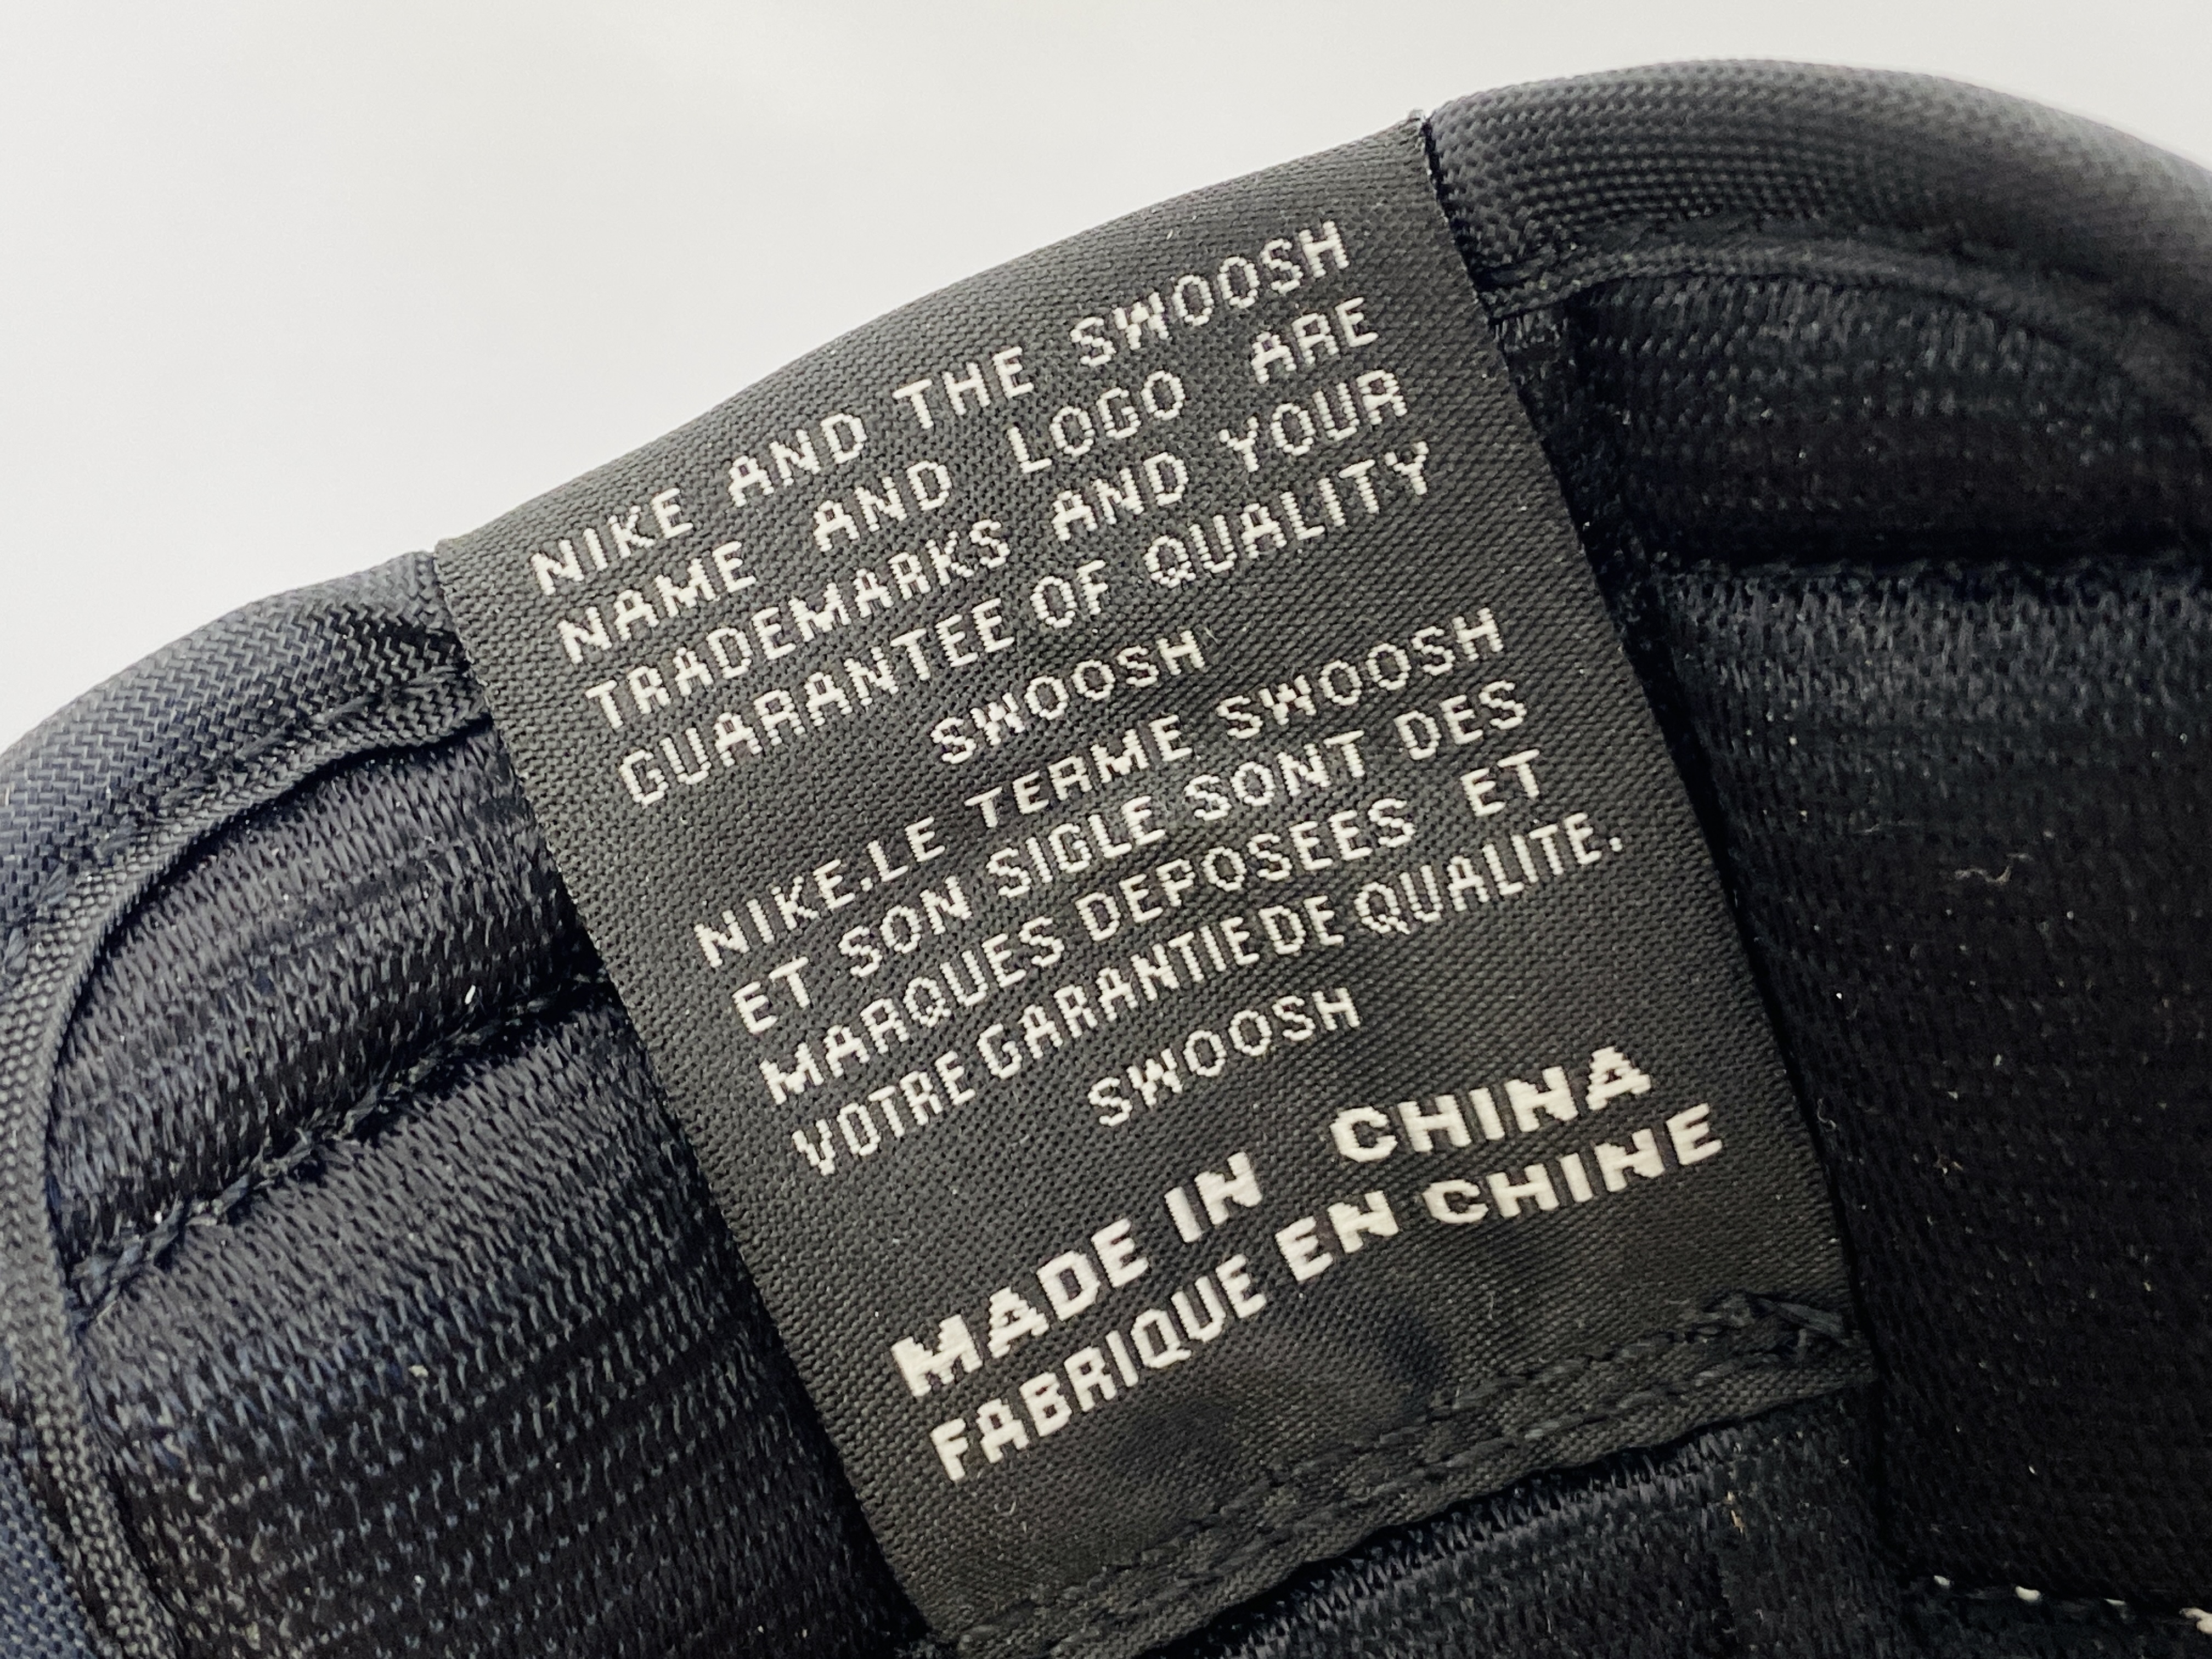 NIKE AND THE SWOOSH
NAME AND LOGO ARE
TRADEMARKS AND YOUR
GUARANTEE OF QUALITY
SWOOSH
NIKE.LE TERME SWOOSH
ET SON SIGLE SONT DES
MARQUES DEPOSEES ET
VOTRE GARANTIE DE QUALITE.
SWOOSH
MADE IN CHINA
FABRIQUE EN CHINE